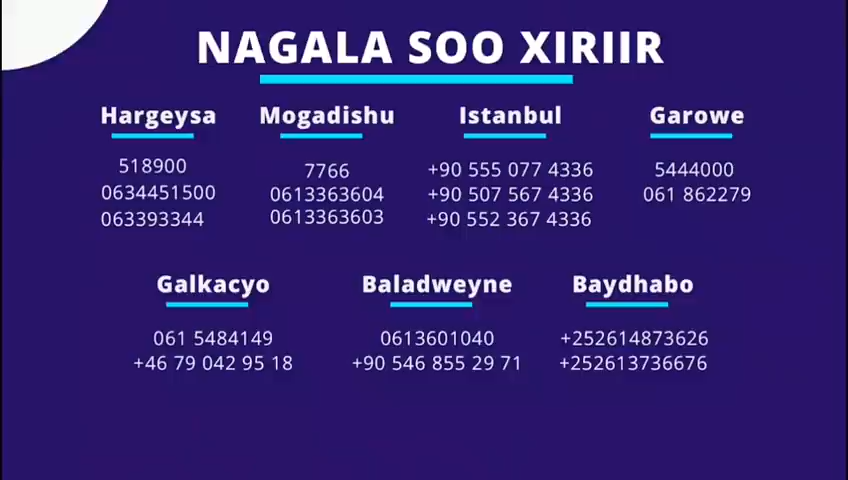 NAGALA SOO XIRIIR
Hargeysa
518900
0634451500
063393344
Mogadishu
7766
0613363604
0613363603
Istanbul
+90 555 077 4336
+90 507 567 4336
+90 552 367 4336
Garowe
5444000
061 862279
Galkacyo
061 5484149
+46 79 042 95 18
Baladweyne
0613601040
+90 546 855 29 71
Baydhabo
+252614873626
+252613736676